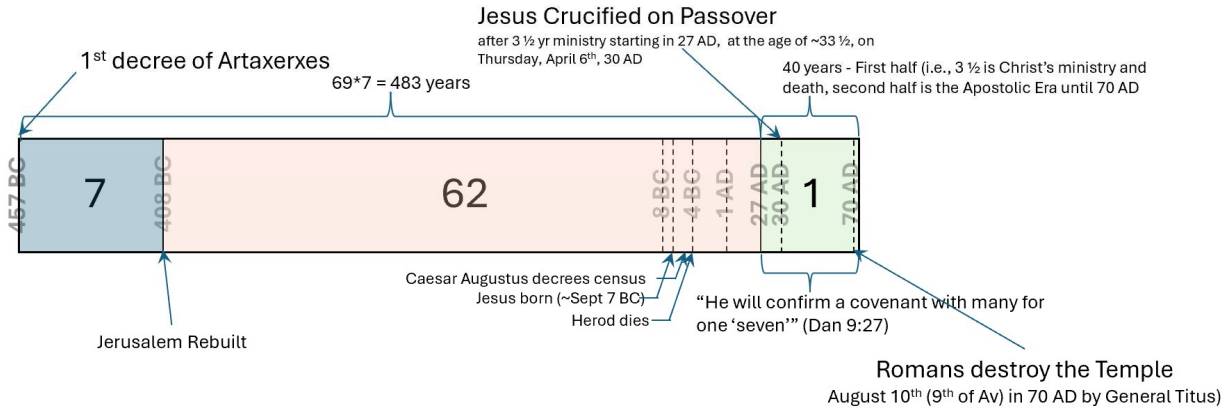 Jesus Crucified on Passover
after 3 ½ yr ministry starting in 27 AD, at the age of ~33 ½, on
Thursday, April 6th, 30 AD
1st decree of Artaxerxes
69*7 = 483 years
40 years - First half (i.e., 3 ½ is Christ's ministry and
death, second half is the Apostolic Era until 70 AD
457 BC
7
408 BC
62
8 BC
4 BC
1 AD
27 AD
30 AD
1
70 AD
Caesar Augustus decrees census
Jesus born (~Sept 7 BC)
Herod dies
"He will confirm a covenant with many for
one 'seven'" (Dan 9:27)
Jerusalem Rebuilt
Romans destroy the Temple
August 10th (9th of Av) in 70 AD by General Titus)